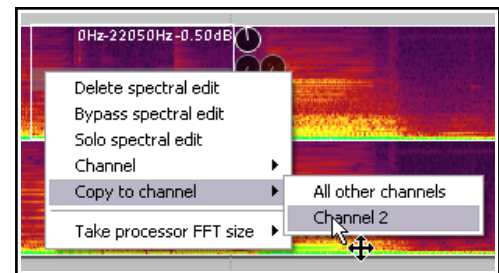 0Hz-22050Hz -0.50dB
Delete spectral edit
Bypass spectral edit
Solo spectral edit
Channel
Copy to channel
All other channels
Channel 2
Take processor FFT size